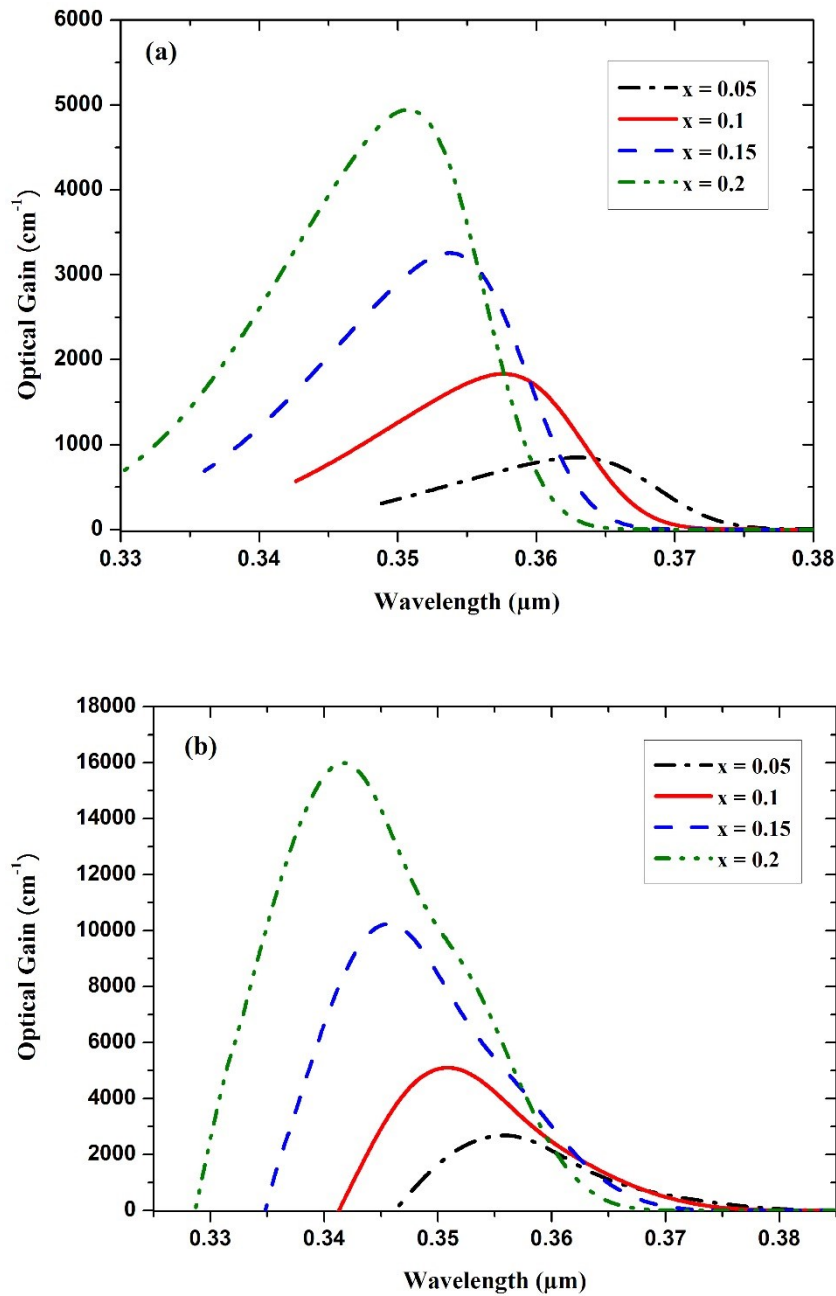 (a)
x = 0.05
x = 0.1
x = 0.15
x = 0.2
6000
5000
4000
3000
2000
1000
0
Optical Gain (cm⁻¹)
0.33 0.34 0.35 0.36 0.37 0.38
Wavelength (μm)
(b)
x = 0.05
x = 0.1
x = 0.15
x = 0.2
18000
16000
14000
12000
10000
8000
6000
4000
2000
0
Optical Gain (cm⁻¹)
0.33 0.34 0.35 0.36 0.37 0.38
Wavelength (μm)